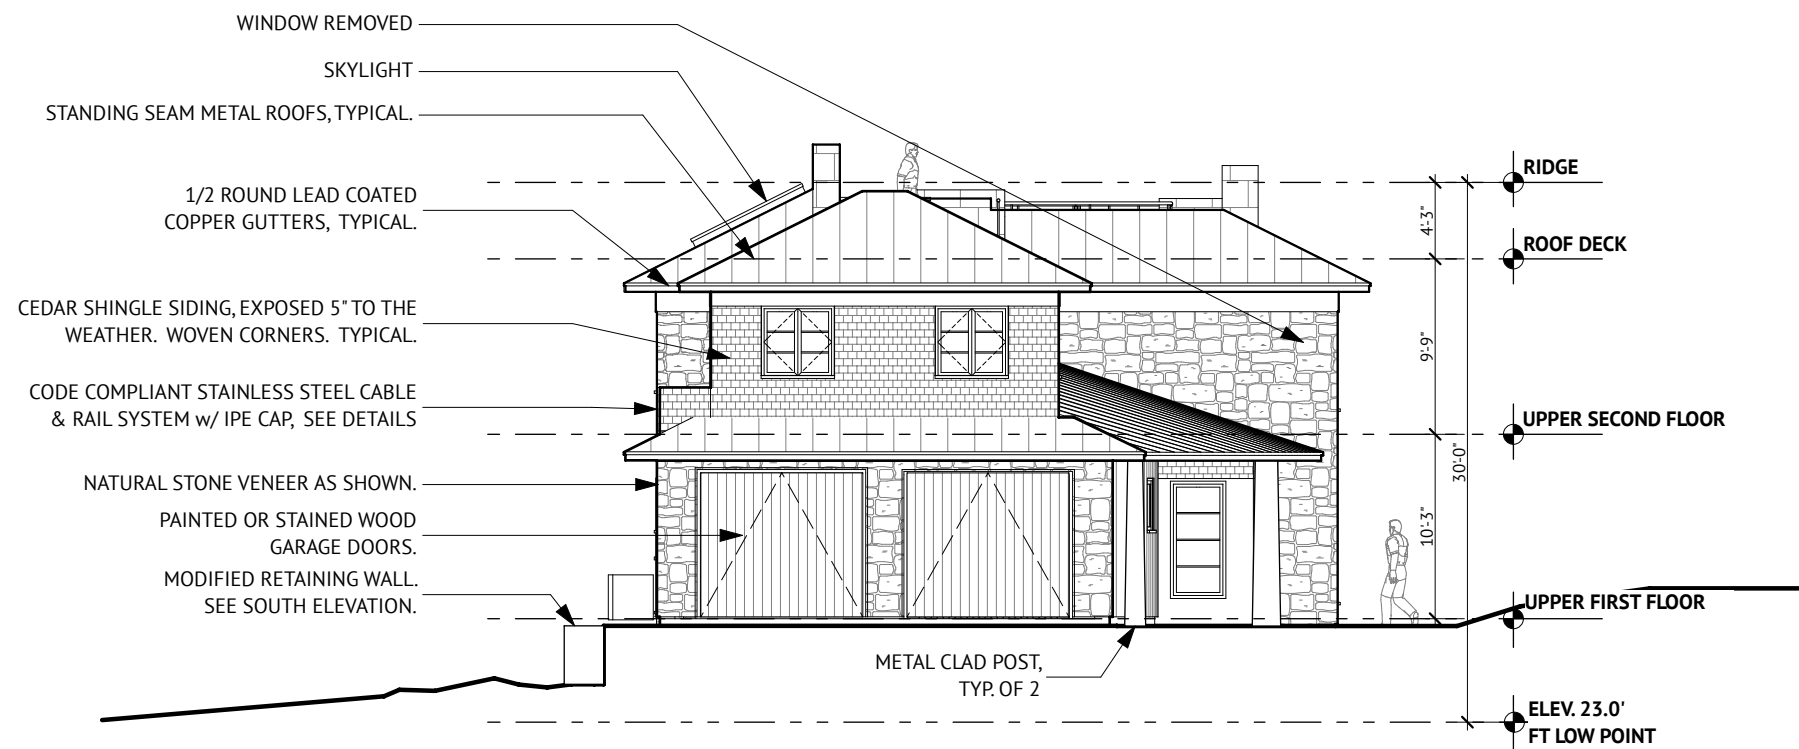 WINDOW REMOVED
SKYLIGHT
STANDING SEAM METAL ROOFS, TYPICAL.
1/2 ROUND LEAD COATED
COPPER GUTTERS, TYPICAL.
CEDAR SHINGLE SIDING, EXPOSED 5" TO THE
WEATHER. WOVEN CORNERS. TYPICAL.
CODE COMPLIANT STAINLESS STEEL CABLE
& RAIL SYSTEM w/ IPE CAP, SEE DETAILS
NATURAL STONE VENEER AS SHOWN.
PAINTED OR STAINED WOOD
GARAGE DOORS.
MODIFIED RETAINING WALL.
SEE SOUTH ELEVATION.
METAL CLAD POST,
TYP. OF 2
RIDGE
4'-3"
ROOF DECK
9'-9"
UPPER SECOND FLOOR
30'-0"
10'-3"
UPPER FIRST FLOOR
ELEV. 23.0'
FT LOW POINT